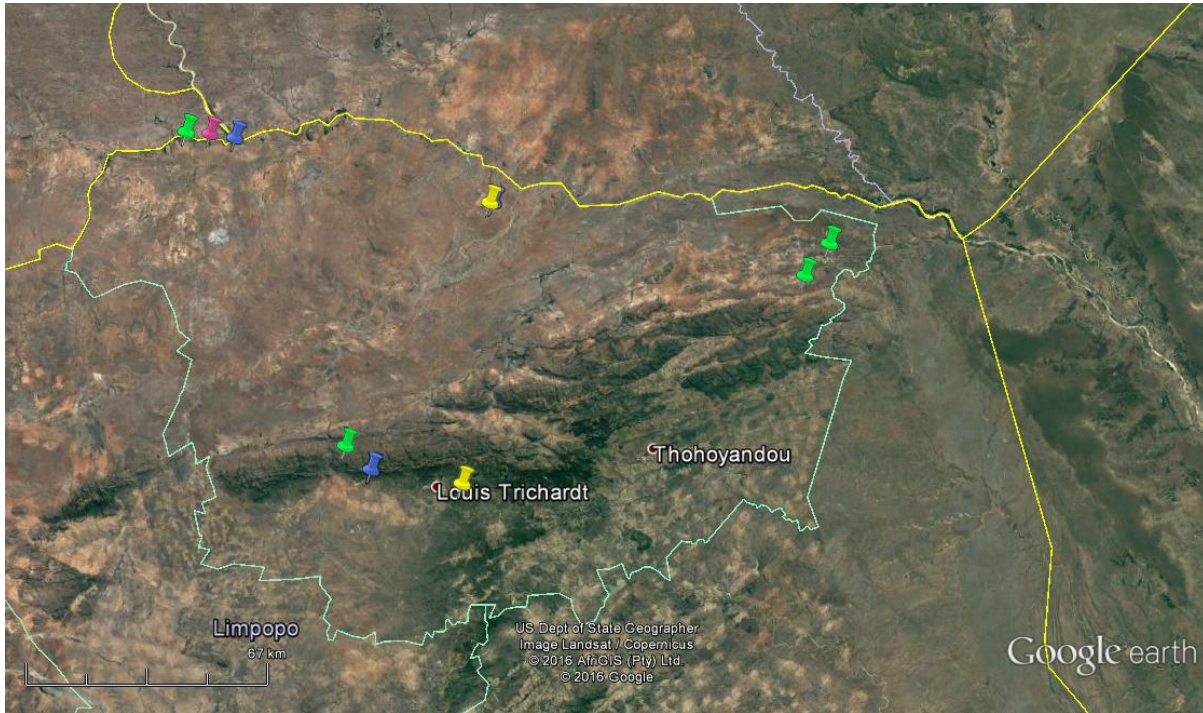 Thohoyandou
Louis Trichardt
Limpopo
67 km
US Dept of State Geographer
Image Landsat / Copernicus
© 2016 AfriGIS (Pty) Ltd.
© 2016 Google
Google earth